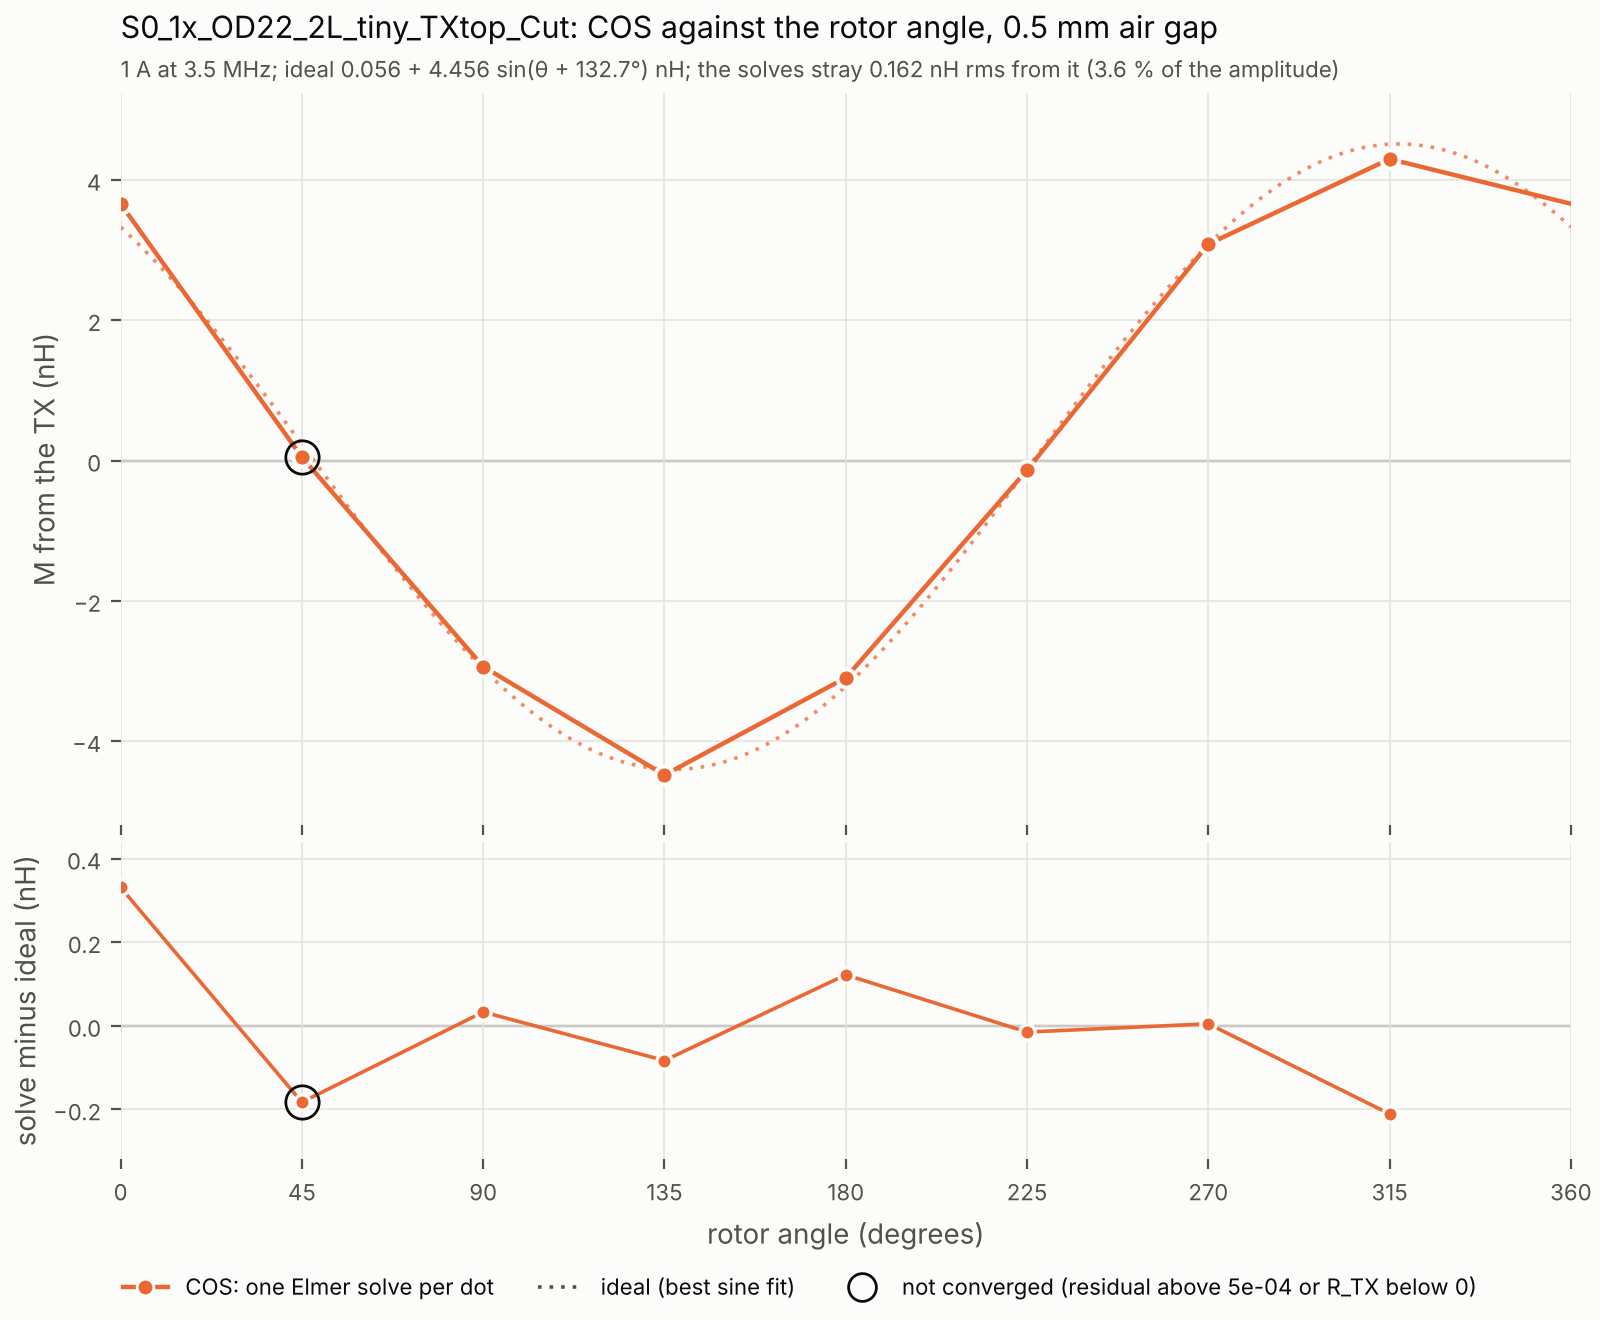 S0_1x_OD22_2L_tiny_TXtop_Cut: COS against the rotor angle, 0.5 mm air gap
1 A at 3.5 MHz; ideal 0.056 + 4.456 sin(θ + 132.7°) nH; the solves stray 0.162 nH rms from it (3.6 % of the amplitude)
M from the TX (nH)
4
2
0
−2
−4
solve minus ideal (nH)
0.4
0.2
0.0
−0.2
0 45 90 135 180 225 270 315 360
rotor angle (degrees)
COS: one Elmer solve per dot ideal (best sine fit) not converged (residual above 5e-04 or R_TX below 0)